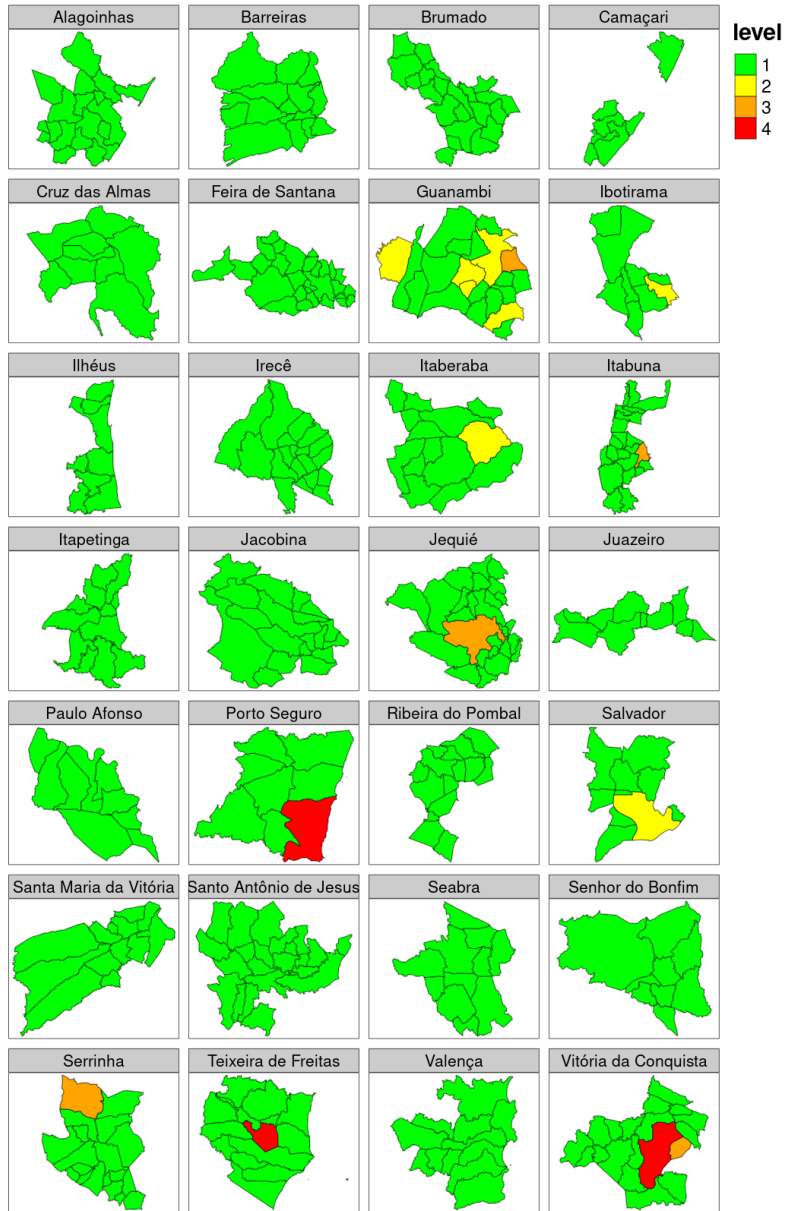 Alagoinhas
Barreiras
Brumado
Camaçari
level
1
2
3
4
Cruz das Almas
Feira de Santana
Guanambi
Ibotirama
Ilhéus
Irecê
Itaberaba
Itabuna
Itapetinga
Jacobina
Jequié
Juazeiro
Paulo Afonso
Porto Seguro
Ribeira do Pombal
Salvador
Santa Maria da Vitória
Santo Antônio de Jesus
Seabra
Senhor do Bonfim
Serrinha
Teixeira de Freitas
Valença
Vitória da Conquista